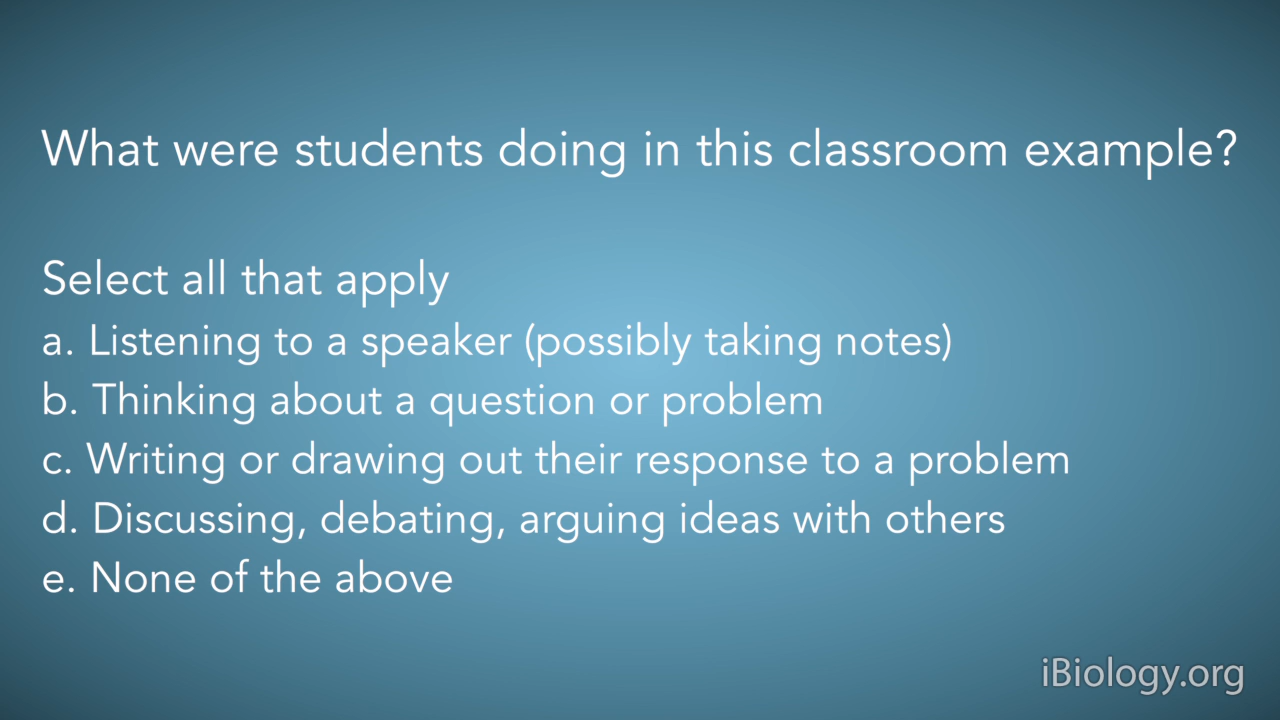 What were students doing in this classroom example?
Select all that apply
a. Listening to a speaker (possibly taking notes)
b. Thinking about a question or problem
c. Writing or drawing out their response to a problem
d. Discussing, debating, arguing ideas with others
e. None of the above
iBiology.org